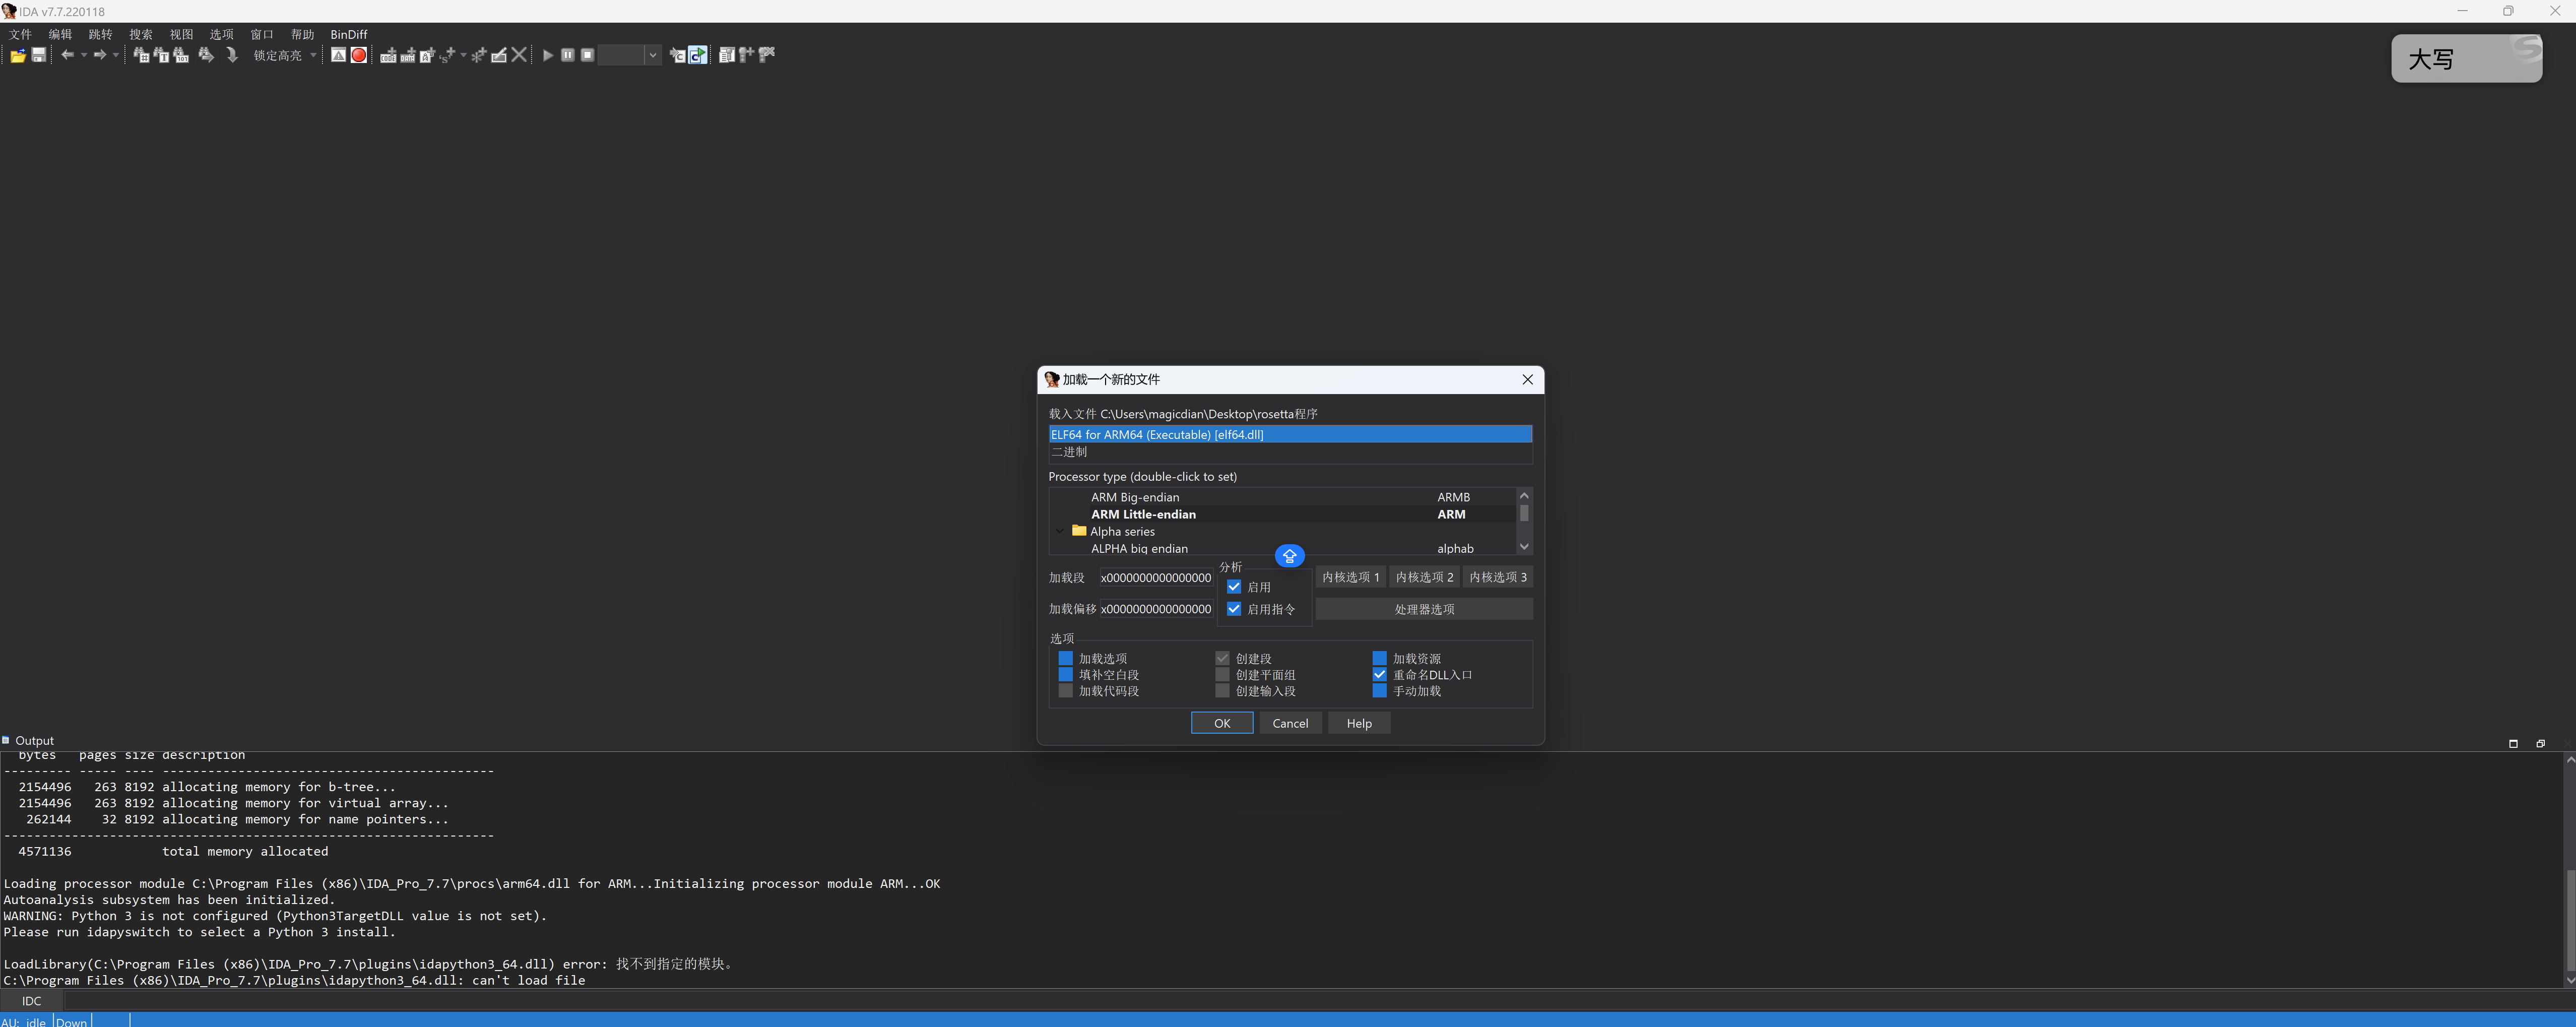 IDA v7.7.220118
文件 编辑 跳转 搜索 视图 选项 窗口 帮助 BinDiff
锁定高亮
大写
加载一个新的文件
载入文件 C:\Users\magicdian\Desktop\rosetta程序
ELF64 for ARM64 (Executable) [elf64.dll]
二进制
Processor type (double-click to set)
ARM Big-endian ARMB
ARM Little-endian ARM
Alpha series
ALPHA big endian alphab
加载段 x0000000000000000 分析 启用 内核选项 1 内核选项 2 内核选项 3
加载偏移 x0000000000000000 启用指令 处理器选项
选项
加载选项 创建段 加载资源
填补空白段 创建平面组 重命名DLL入口
加载代码段 创建输入段 手动加载
OK Cancel Help
Output
bytes pages size description
--------- ----- ---- --------------------------------------------
2154496 263 8192 allocating memory for b-tree...
2154496 263 8192 allocating memory for virtual array...
262144 32 8192 allocating memory for name pointers...
-----------------------------------------------------------------
4571136 total memory allocated
Loading processor module C:\Program Files (x86)\IDA_Pro_7.7\procs\arm64.dll for ARM...Initializing processor module ARM...OK
Autoanalysis subsystem has been initialized.
WARNING: Python 3 is not configured (Python3TargetDLL value is not set).
Please run idapyswitch to select a Python 3 install.
LoadLibrary(C:\Program Files (x86)\IDA_Pro_7.7\plugins\idapython3_64.dll) error: 找不到指定的模块。
C:\Program Files (x86)\IDA_Pro_7.7\plugins\idapython3_64.dll: can't load file
IDC
AU: idle Down